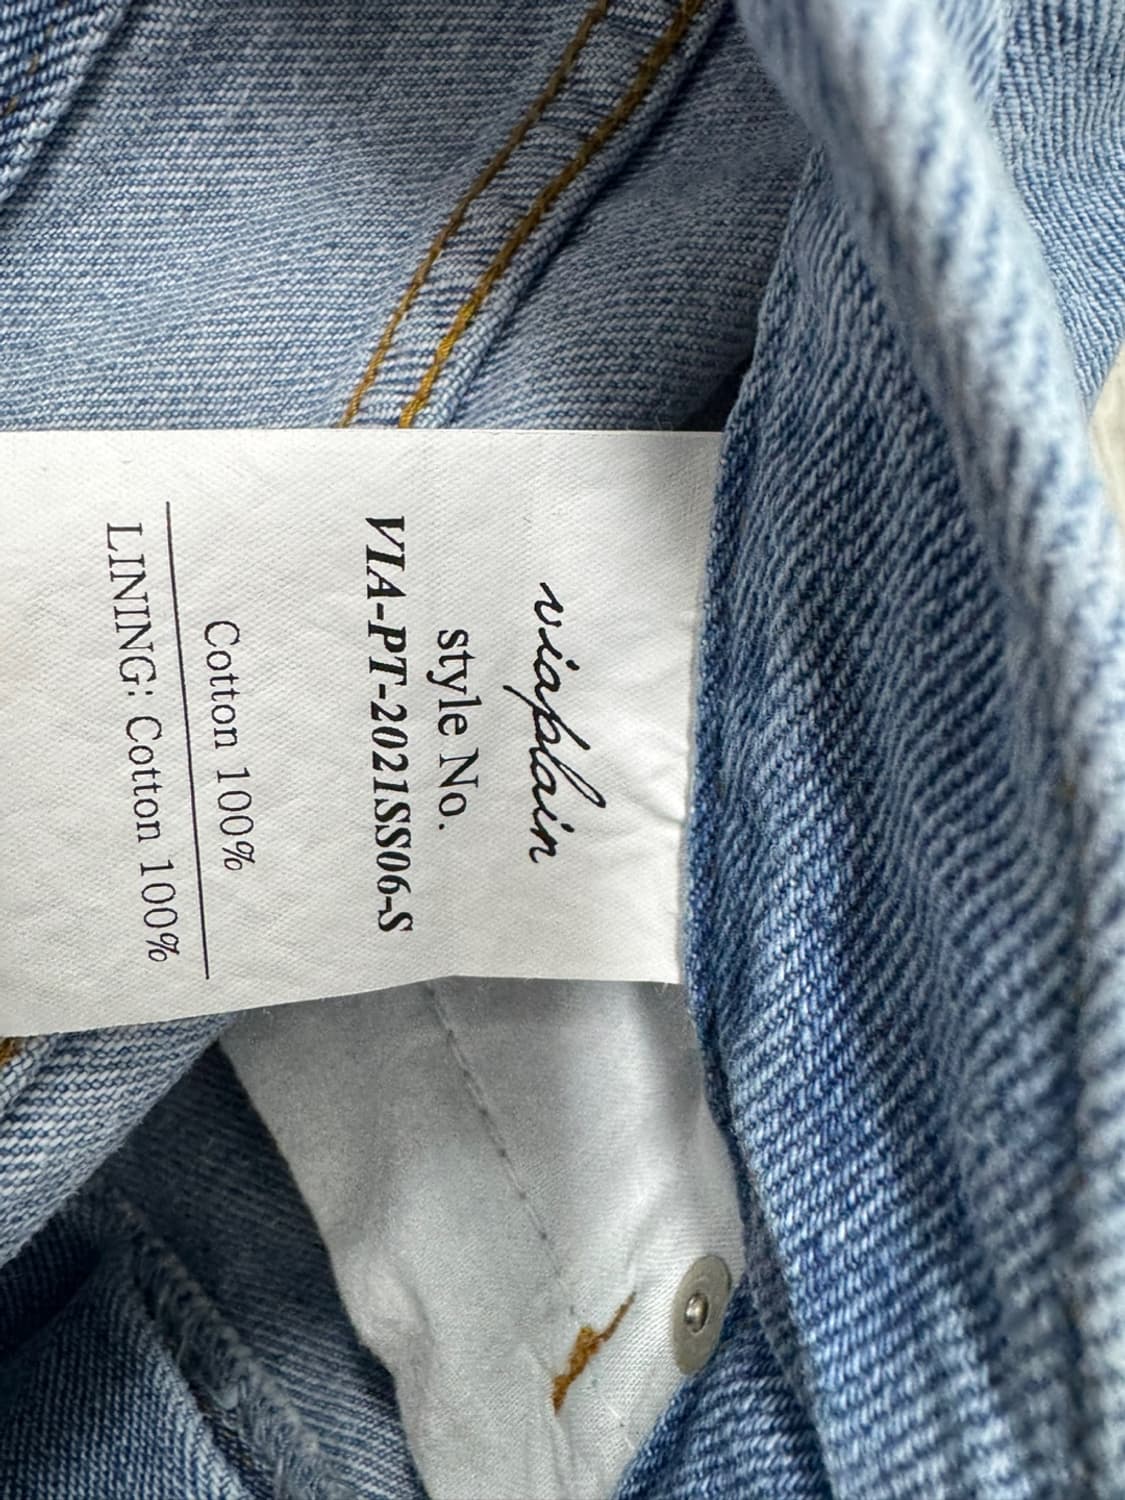 viaplain
style No.
VIA-PT-2021SS06-S
Cotton 100%
LINING: Cotton 100%